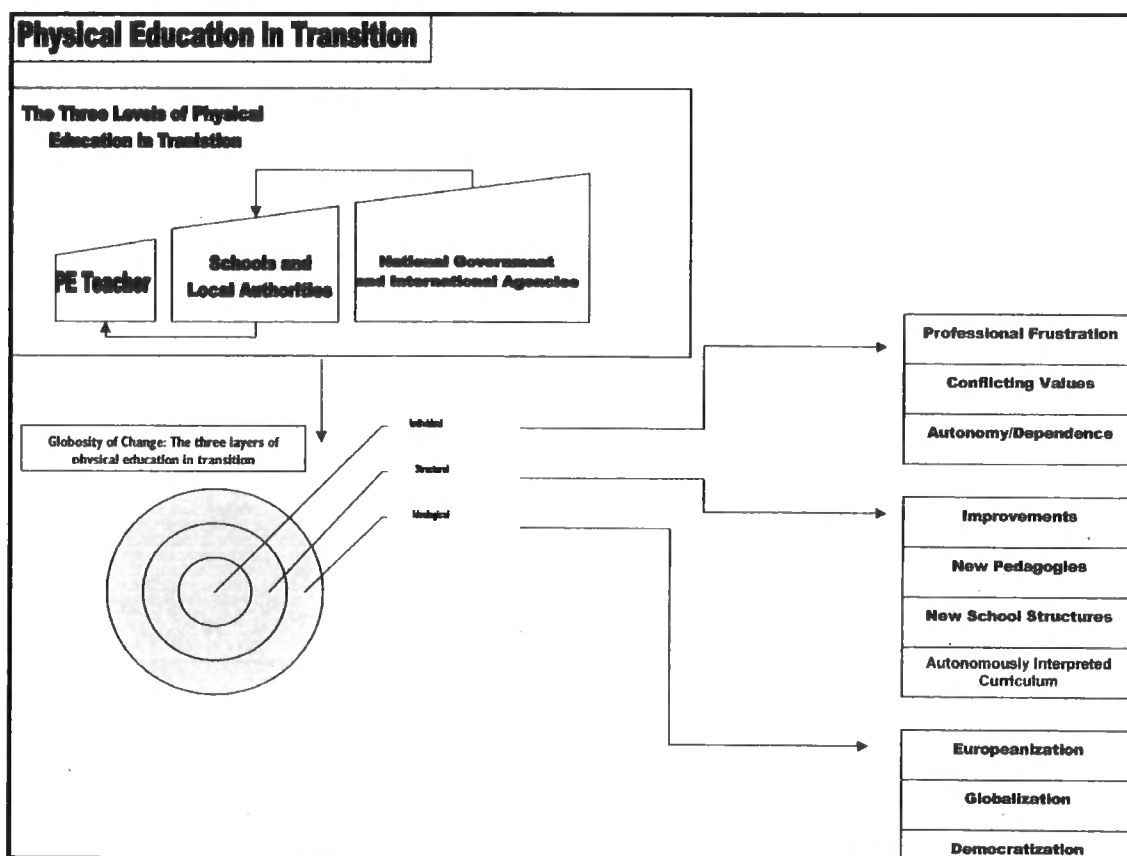 Physical Education in Transition
The Three Levels of Physical
Education in Tranistion
PE Teacher
Schools and
Local Authorities
National Government
and International Agencies
Globosity of Change: The three layers of
physical education in transition
Individual
Structural
Ideological
Professional Frustration
Conflicting Values
Autonomy/Dependence
Improvements
New Pedagogies
New School Structures
Autonomously Interpreted
Curriculum
Europeanization
Globalization
Democratization